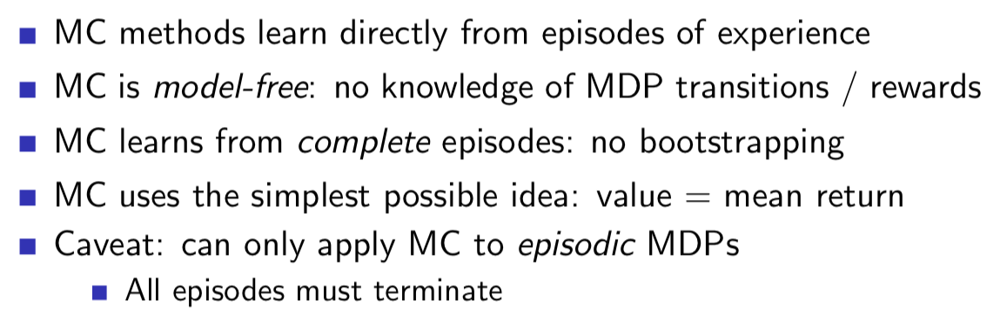 MC methods learn directly from episodes of experience
MC is model-free: no knowledge of MDP transitions / rewards
MC learns from complete episodes: no bootstrapping
MC uses the simplest possible idea: value = mean return
Caveat: can only apply MC to episodic MDPs
All episodes must terminate